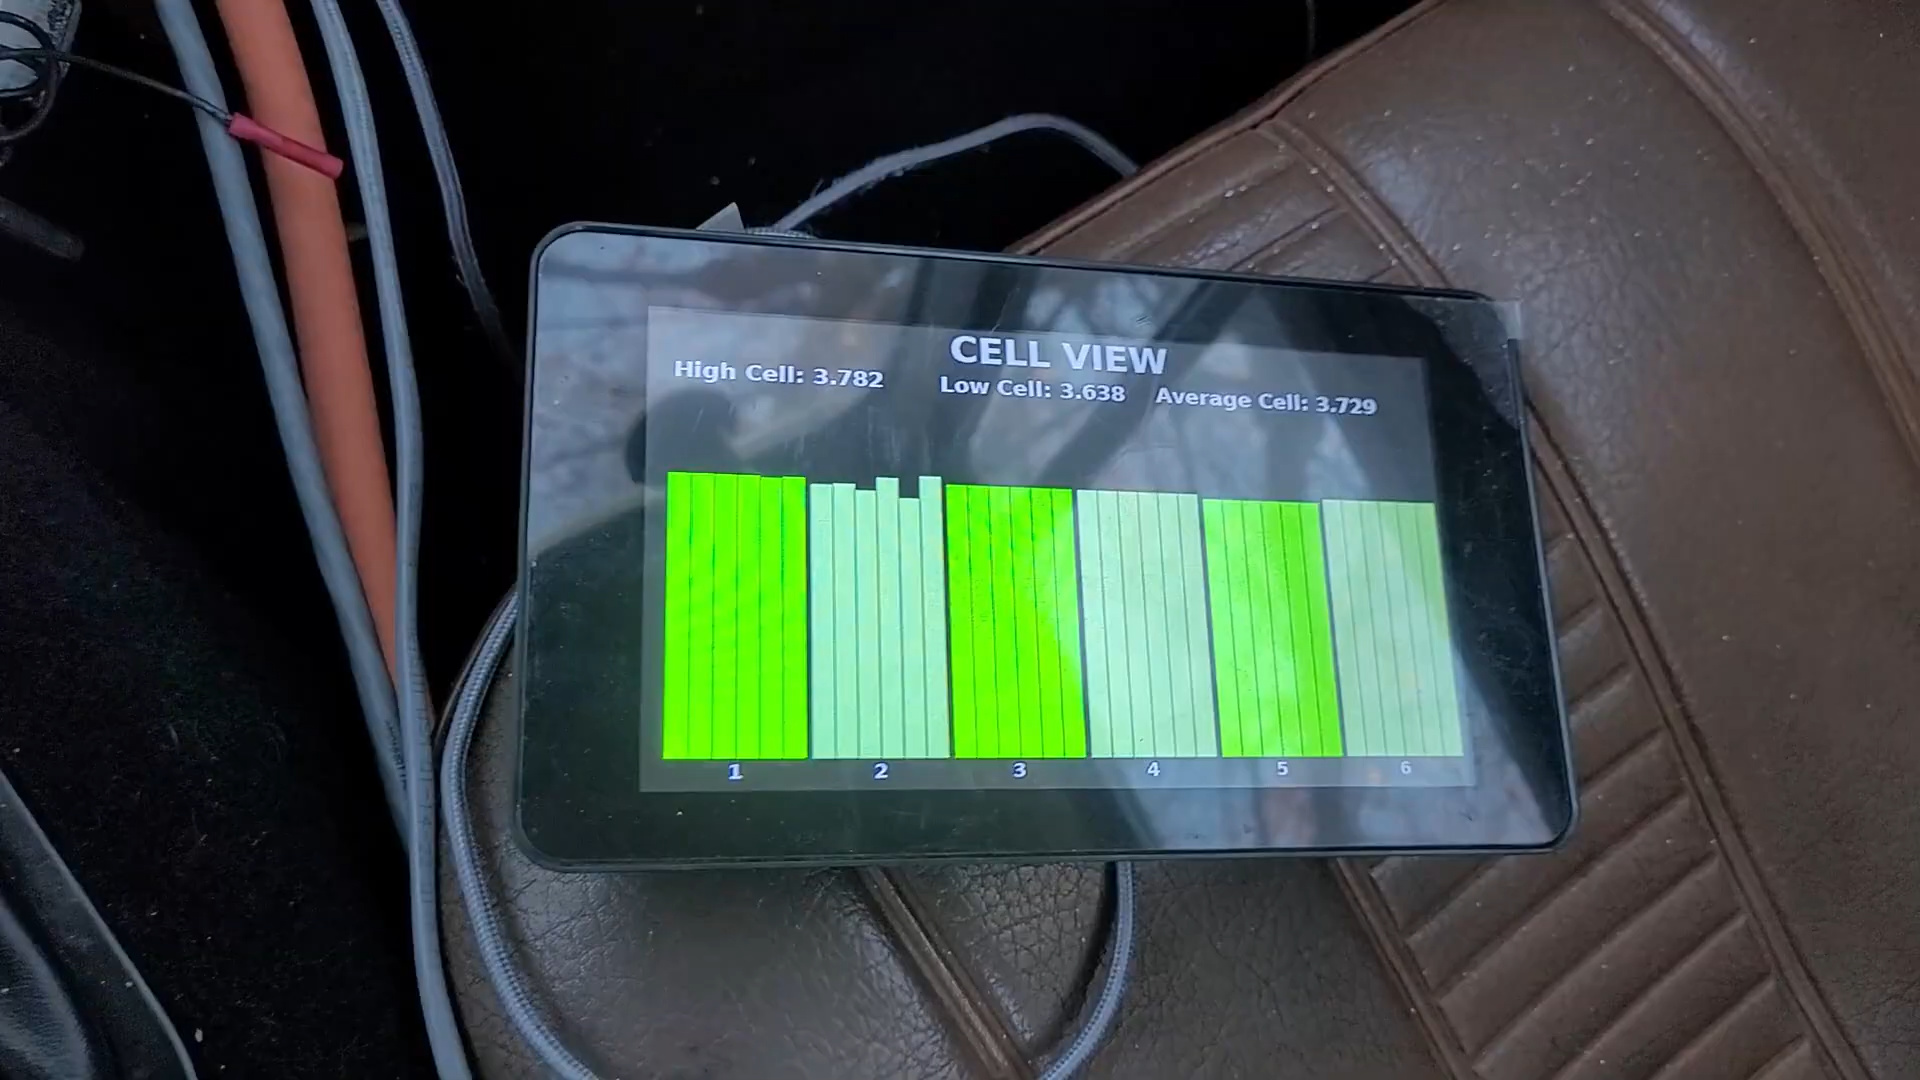 CELL VIEW
High Cell: 3.782 Low Cell: 3.638 Average Cell: 3.729
1 2 3 4 5 6